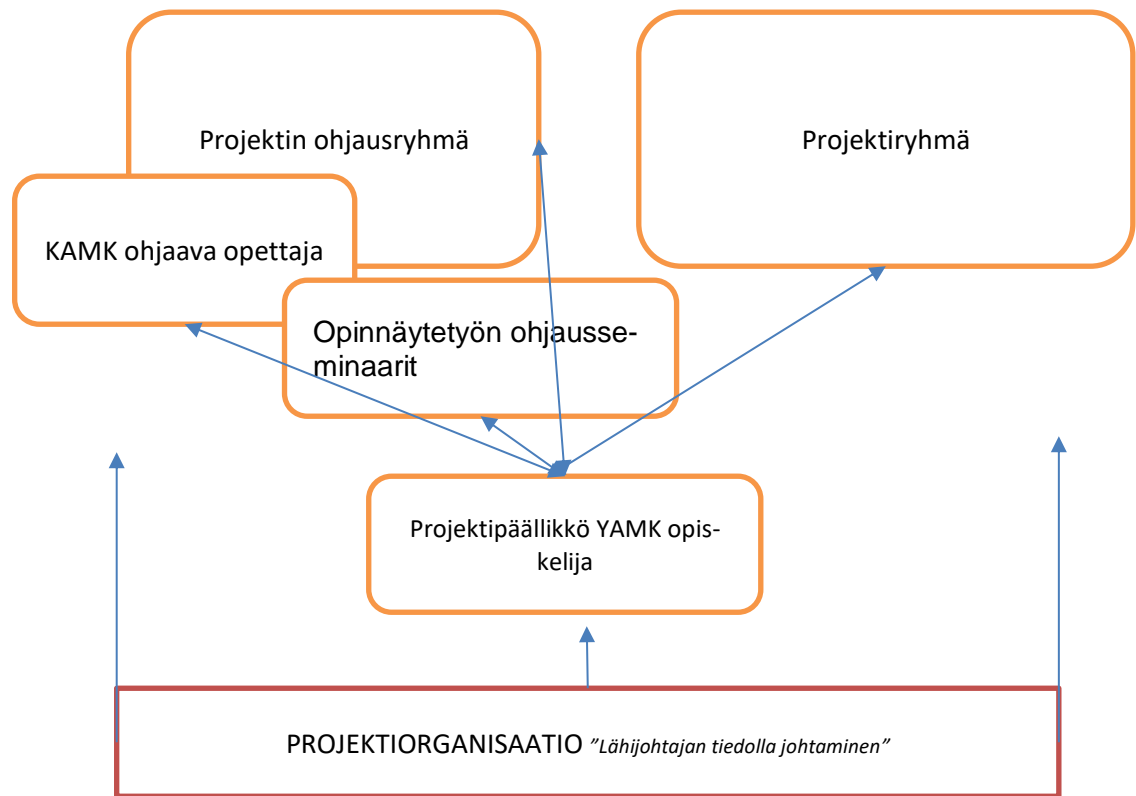 Projektin ohjausryhmä
Projektiryhmä
KAMK ohjaava opettaja
Opinnäytetyön ohjausse-
minaarit
Projektipäällikkö YAMK opis-
kelija
PROJEKTIORGANISAATIO ”Lähijohtajan tiedolla johtaminen”